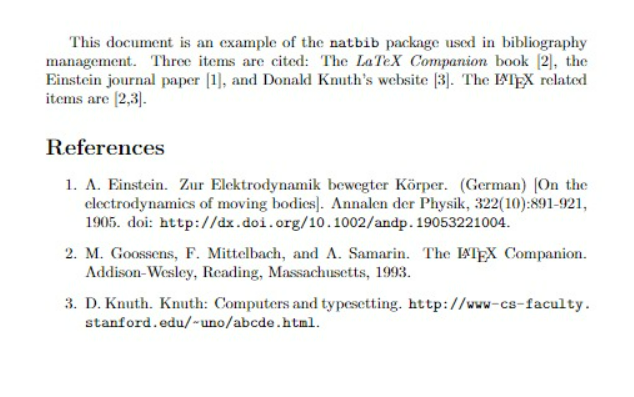 This document is an example of the natbib package used in bibliography
management. Three items are cited: The LaTeX Companion book [2], the
Einstein journal paper [1], and Donald Knuth's website [3]. The LATEX related
items are [2,3].
References
1. A. Einstein. Zur Elektrodynamik bewegter Körper. (German) [On the
electrodynamics of moving bodies]. Annalen der Physik, 322(10):891-921,
1905. doi: http://dx.doi.org/10.1002/andp.19053221004.
2. M. Goossens, F. Mittelbach, and A. Samarin. The LATEX Companion.
Addison-Wesley, Reading, Massachusetts, 1993.
3. D. Knuth. Knuth: Computers and typesetting. http://www-cs-faculty.
stanford.edu/~uno/abcde.html.